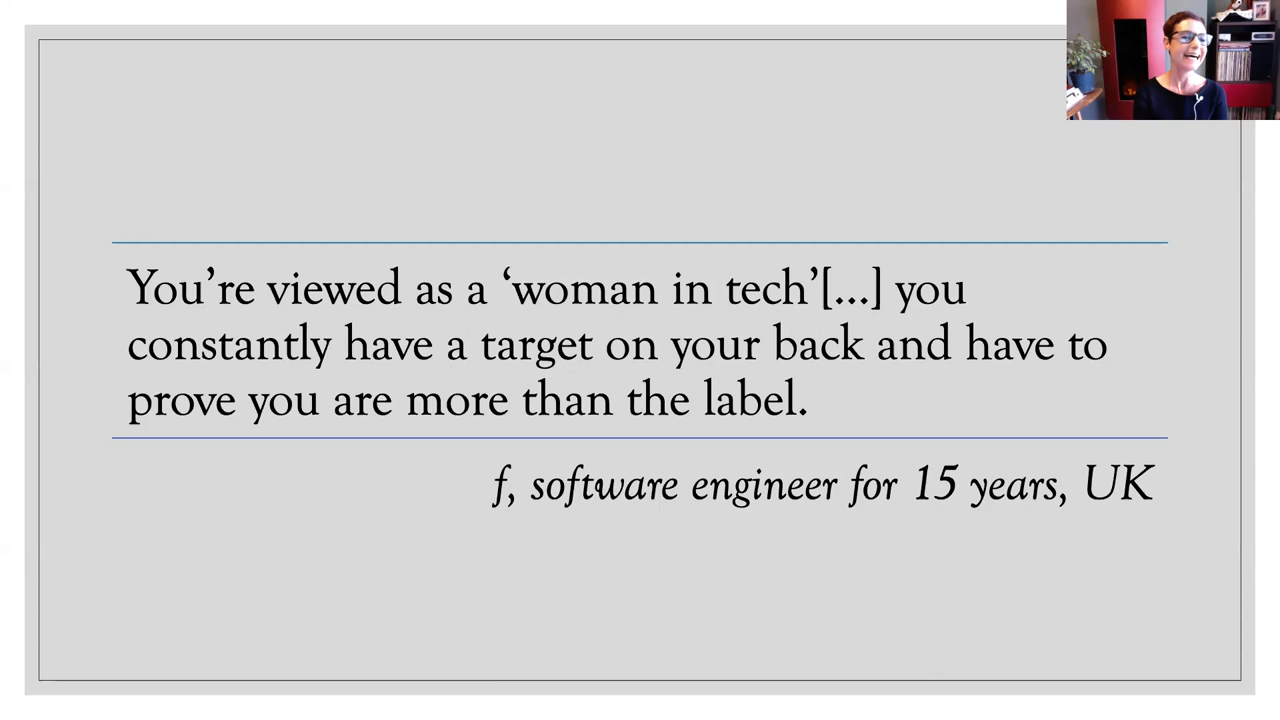 You’re viewed as a ‘woman in tech’[…] you
constantly have a target on your back and have to
prove you are more than the label.
f, software engineer for 15 years, UK